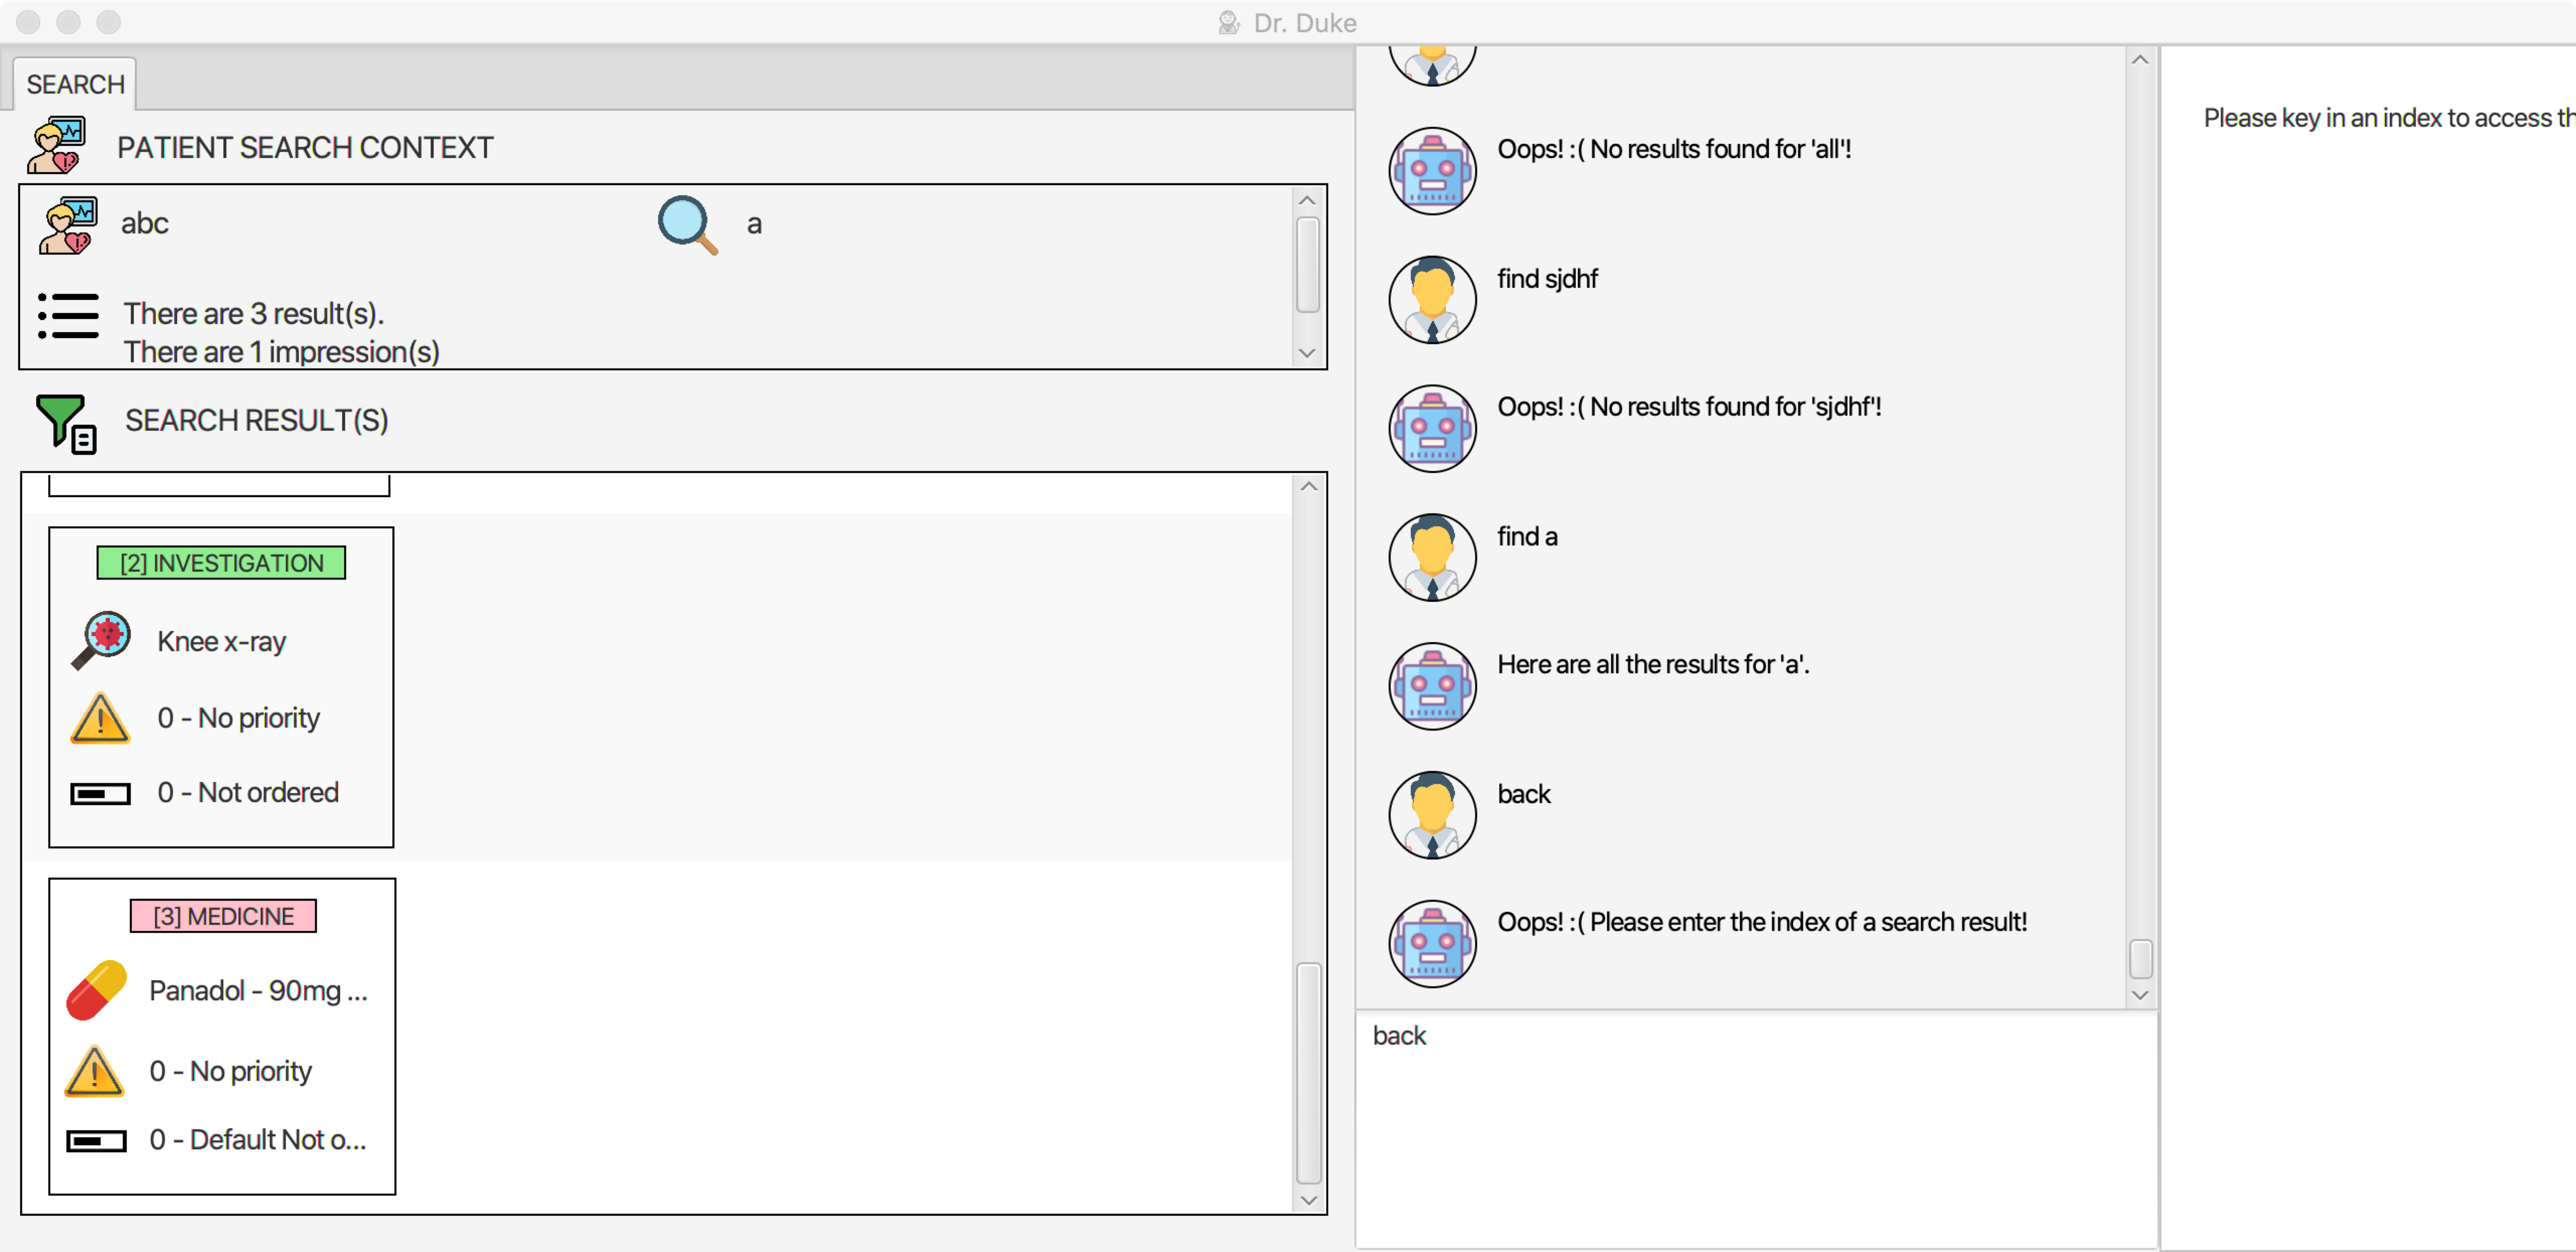 Dr. Duke
SEARCH
PATIENT SEARCH CONTEXT
abc
a
There are 3 result(s).
There are 1 impression(s)
SEARCH RESULT(S)
[2] INVESTIGATION
Knee x-ray
0 - No priority
0 - Not ordered
[3] MEDICINE
Panadol - 90mg ...
0 - No priority
0 - Default Not o...
Oops! :( No results found for 'all'!
find sjdhf
Oops! :( No results found for 'sjdhf'!
find a
Here are all the results for 'a'.
back
Oops! :( Please enter the index of a search result!
back
Please key in an index to access th